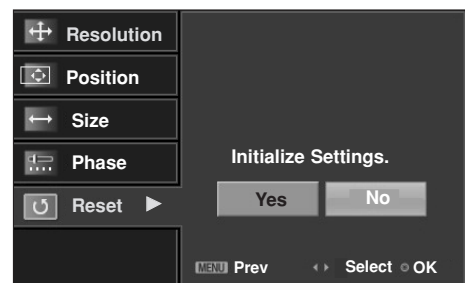 Resolution
Position
Size
Phase
Reset
Initialize Settings.
Yes No
MENU Prev Select OK